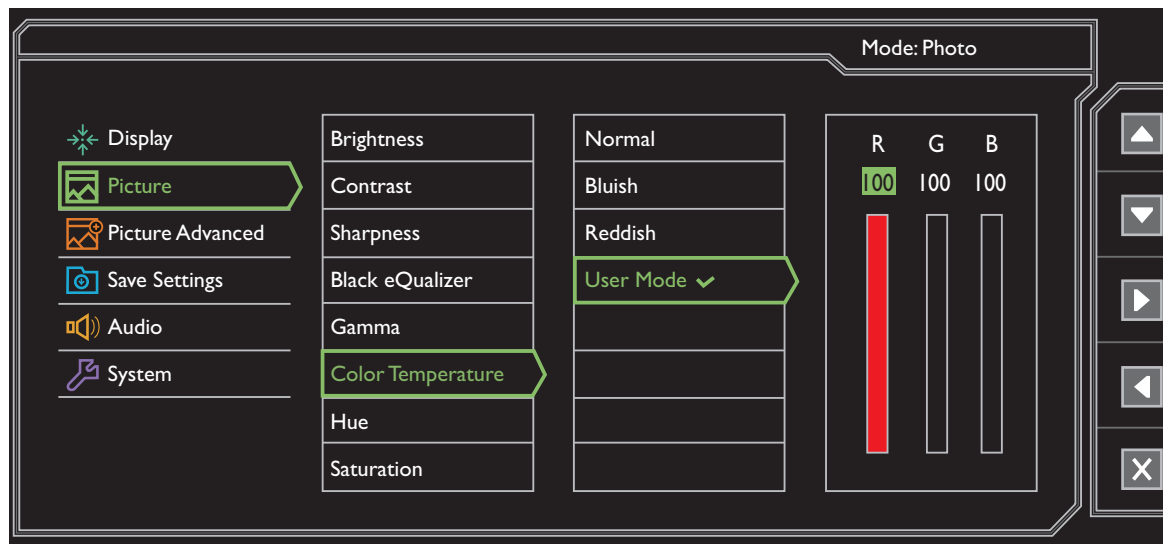 Mode: Photo
Display
Picture
Picture Advanced
Save Settings
Audio
System
Brightness
Contrast
Sharpness
Black eQualizer
Gamma
Color Temperature
Hue
Saturation
Normal
Bluish
Reddish
User Mode
R G B
100 100 100